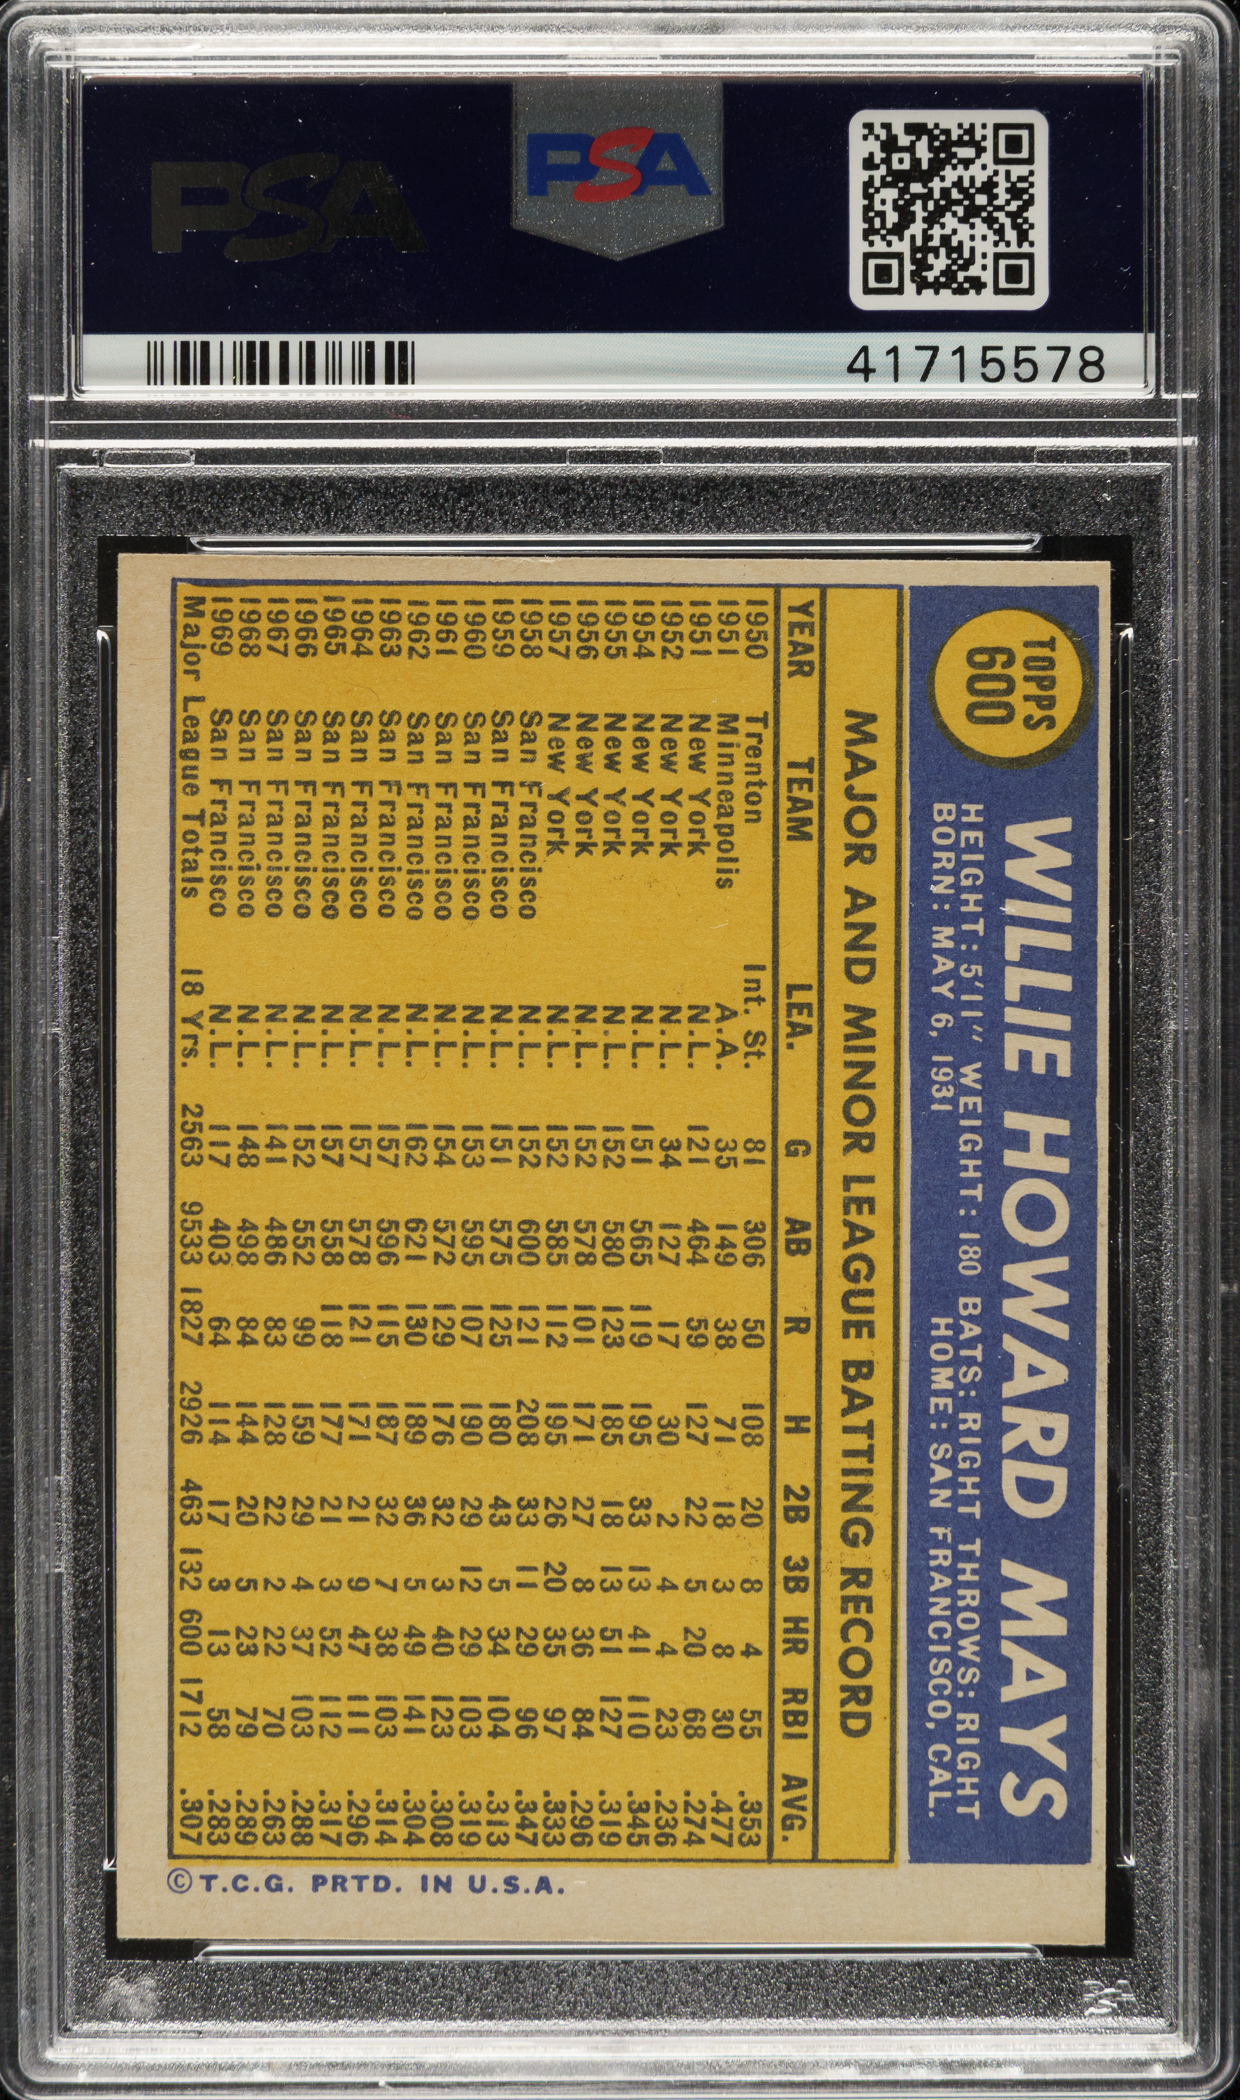 PSA
PSA
41715578
TOPPS
600
WILLIE HOWARD MAYS
HEIGHT: 5'11" WEIGHT: 180 BATS: RIGHT THROWS: RIGHT
BORN: MAY 6, 1931 HOME: SAN FRANCISCO, CAL.
MAJOR AND MINOR LEAGUE BATTING RECORD
YEAR TEAM LEA. G AB R H 2B 3B HR RBI AVG.
1950 Trenton Int. St. 81 306 50 108 20 8 4 55 .353
1951 Minneapolis A.A. 35 149 38 71 18 3 8 30 .477
1951 New York N.L. 121 464 59 127 22 5 20 68 .274
1952 New York N.L. 34 127 17 30 2 4 4 23 .236
1954 New York N.L. 151 565 119 195 33 13 41 110 .345
1955 New York N.L. 152 580 123 185 18 13 51 127 .319
1956 New York N.L. 152 578 101 171 27 8 36 84 .296
1957 New York N.L. 152 585 112 195 26 20 35 97 .333
1958 San Francisco N.L. 152 600 121 208 33 11 29 96 .347
1959 San Francisco N.L. 151 575 125 180 43 5 34 104 .313
1960 San Francisco N.L. 153 595 107 190 29 12 29 103 .319
1961 San Francisco N.L. 154 572 129 176 32 3 40 123 .308
1962 San Francisco N.L. 162 621 130 189 36 5 49 141 .304
1963 San Francisco N.L. 157 596 115 187 32 7 38 103 .314
1964 San Francisco N.L. 157 578 121 171 21 9 47 111 .296
1965 San Francisco N.L. 157 558 118 177 21 3 52 112 .317
1966 San Francisco N.L. 152 552 99 159 29 4 37 103 .288
1967 San Francisco N.L. 141 486 83 128 22 2 22 70 .263
1968 San Francisco N.L. 148 498 84 144 20 5 23 79 .289
1969 San Francisco N.L. 117 403 64 114 17 3 13 58 .283
Major League Totals 18 Yrs. 2563 9533 1827 2926 463 132 600 1712 .307
© T.C.G. PRTD. IN U.S.A.
PSA